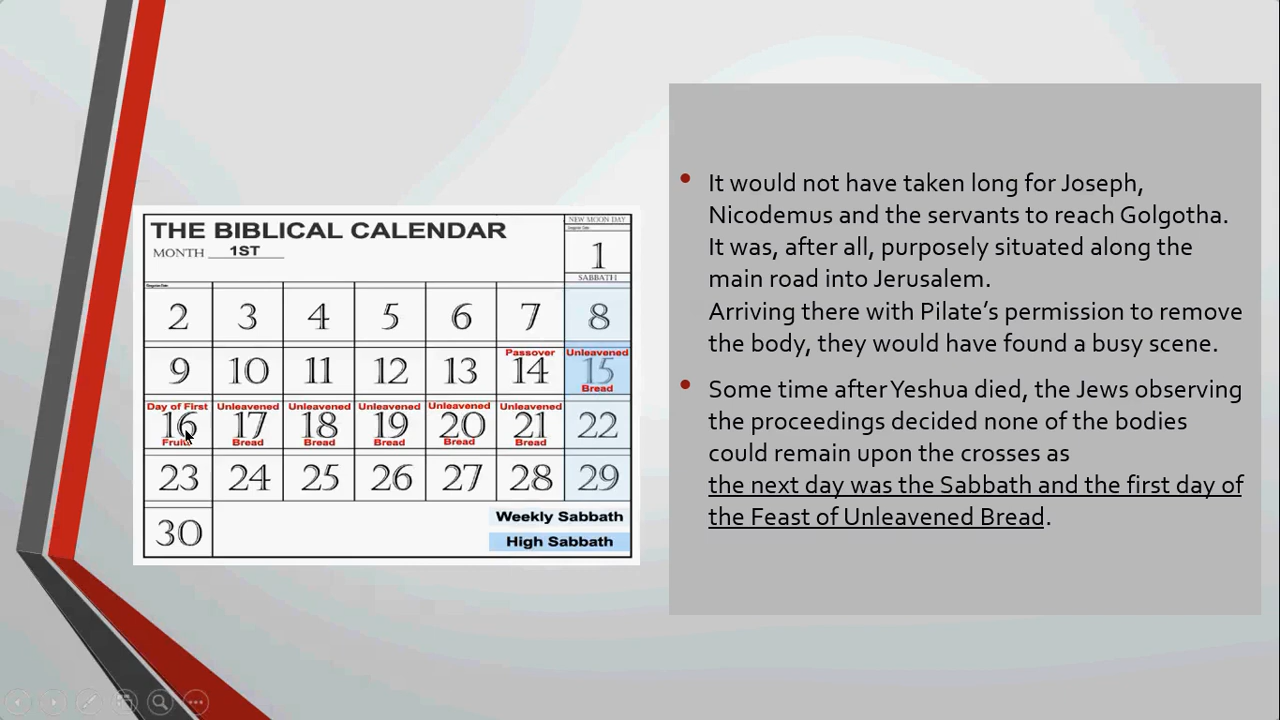 THE BIBLICAL CALENDAR
MONTH 1ST
NEW MOON DAY
1
SABBATH
2 3 4 5 6 7 8
Passover Unleavened
9 10 11 12 13 14 15
Bread
Day of First Unleavened Unleavened Unleavened Unleavened Unleavened
16 17 18 19 20 21 22
Bread Bread Bread Bread Bread
23 24 25 26 27 28 29
30
Weekly Sabbath
High Sabbath
• It would not have taken long for Joseph,
Nicodemus and the servants to reach Golgotha.
It was, after all, purposely situated along the
main road into Jerusalem.
Arriving there with Pilate’s permission to remove
the body, they would have found a busy scene.
• Some time after Yeshua died, the Jews observing
the proceedings decided none of the bodies
could remain upon the crosses as
the next day was the Sabbath and the first day of
the Feast of Unleavened Bread.